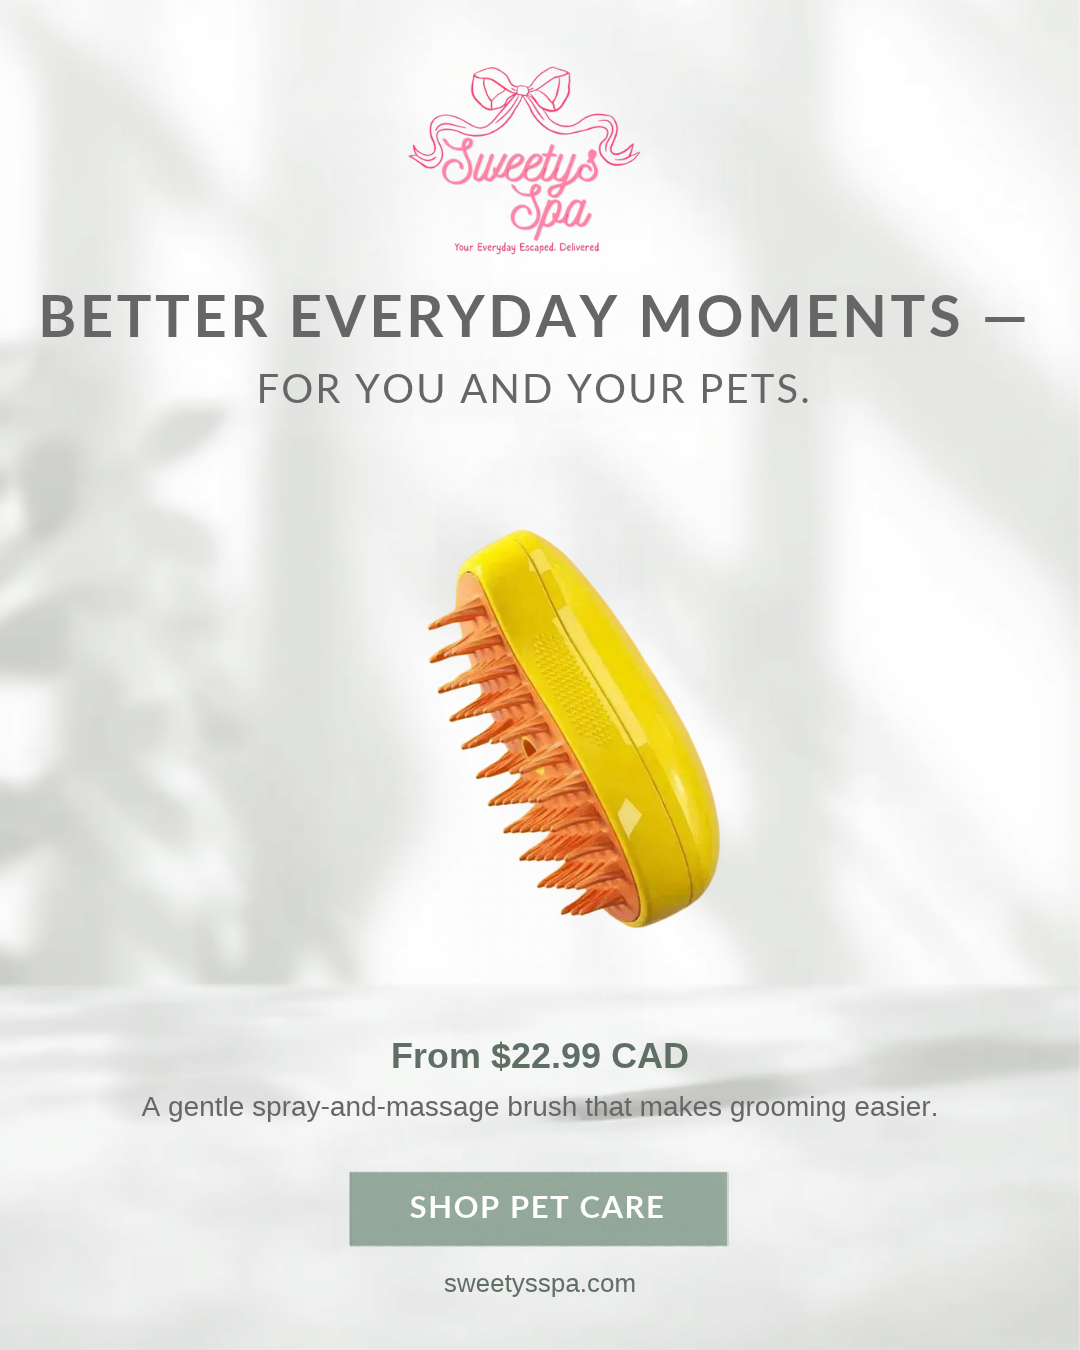 Sweetys
Spa
Your Everyday Escaped, Delivered
BETTER EVERYDAY MOMENTS —
FOR YOU AND YOUR PETS.
From $22.99 CAD
A gentle spray-and-massage brush that makes grooming easier.
SHOP PET CARE
sweetysspa.com